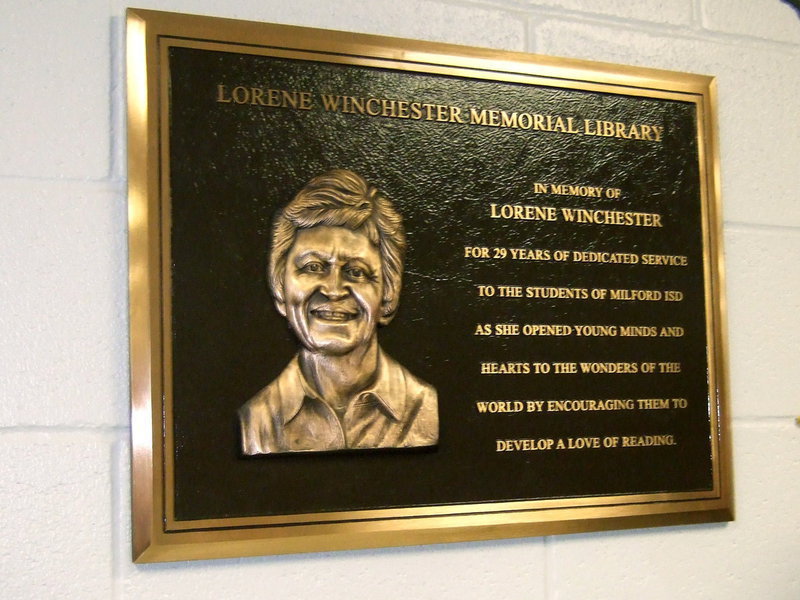 LORENE WINCHESTER MEMORIAL LIBRARY
IN MEMORY OF
LORENE WINCHESTER
FOR 29 YEARS OF DEDICATED SERVICE
TO THE STUDENTS OF MILFORD ISD
AS SHE OPENED YOUNG MINDS AND
HEARTS TO THE WONDERS OF THE
WORLD BY ENCOURAGING THEM TO
DEVELOP A LOVE OF READING.